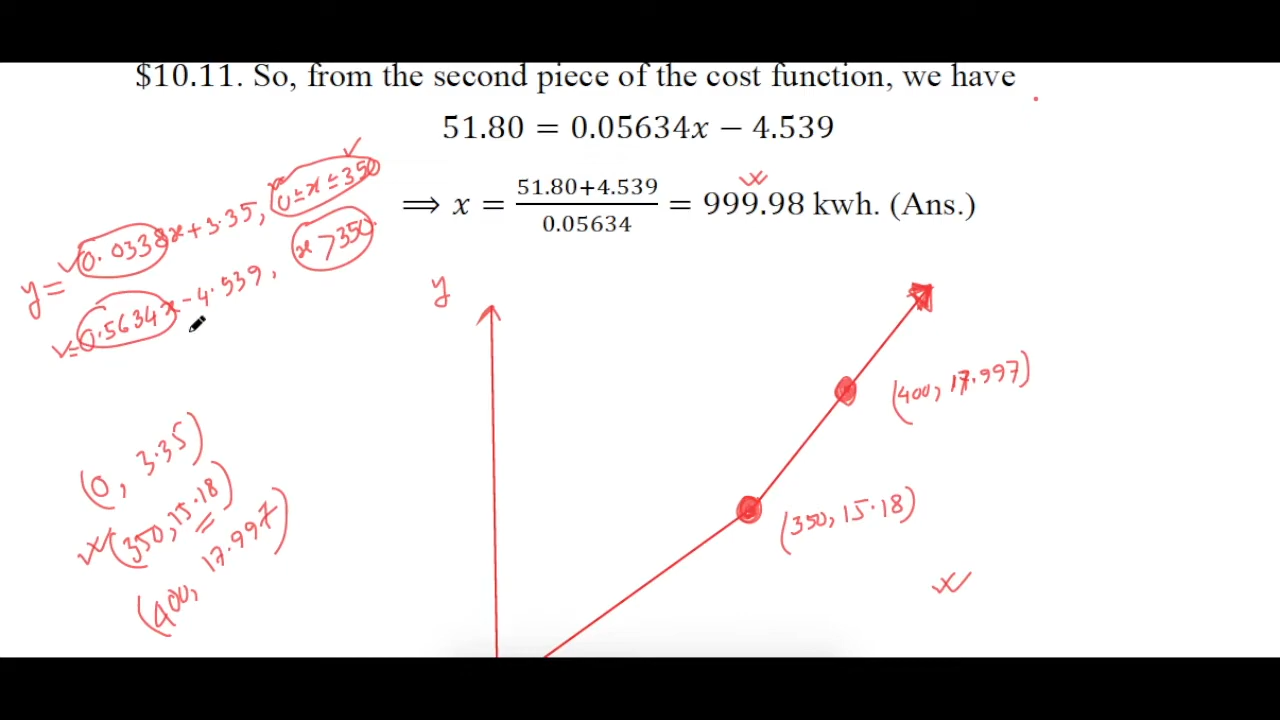 $10.11. So, from the second piece of the cost function, we have
51.80 = 0.05634x − 4.539
⟹ x = (51.80+4.539)/0.05634 = 999.98 kwh. (Ans.)
y = 0.0338x + 3.35, 0 ≤ x ≤ 350
= 0.5634x − 4.539, x > 350
y
(400, 17.997)
(0, 3.35)
(350, 15.18)
(350, 15.18)
(400, 17.997)